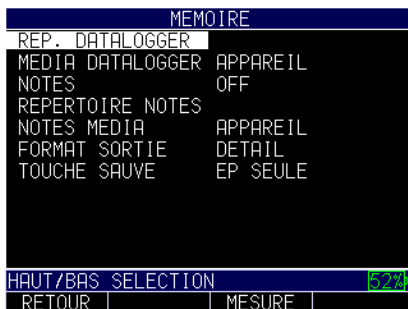 MEMOIRE
REP. DATALOGGER
MEDIA DATALOGGER APPAREIL
NOTES OFF
REPERTOIRE NOTES
NOTES MEDIA APPAREIL
FORMAT SORTIE DETAIL
TOUCHE SAUVE EP SEULE
HAUT/BAS SELECTION 52%
RETOUR MESURE